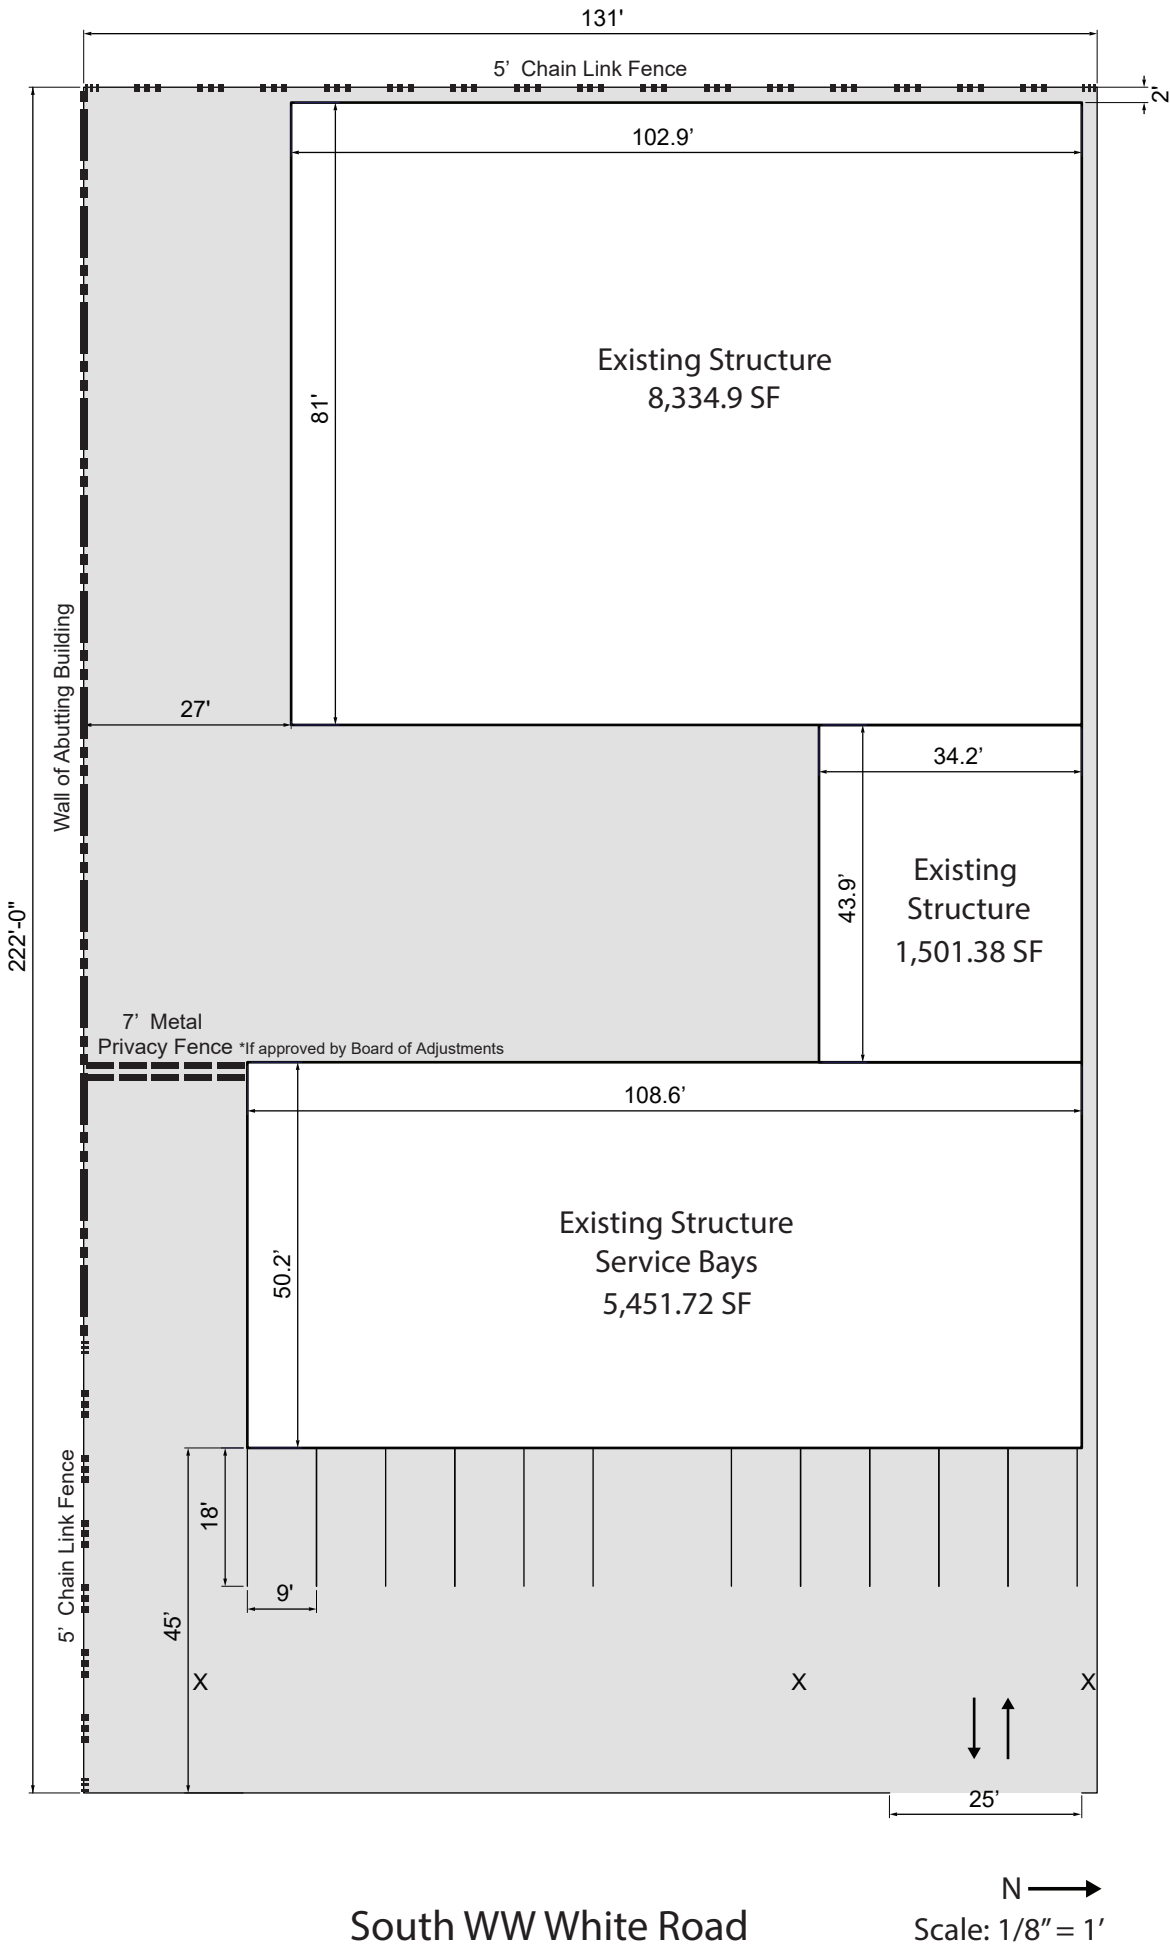 131'
5’ Chain Link Fence
2'
102.9’
81'
Existing Structure
8,334.9 SF
Wall of Abutting Building
27'
34.2’
43.9’
Existing
Structure
1,501.38 SF
222'-0"
7’ Metal
Privacy Fence *If approved by Board of Adjustments
108.6’
50.2’
Existing Structure
Service Bays
5,451.72 SF
5’ Chain Link Fence
18'
9'
45’
X X X
25’
N
South WW White Road
Scale: 1/8” = 1’